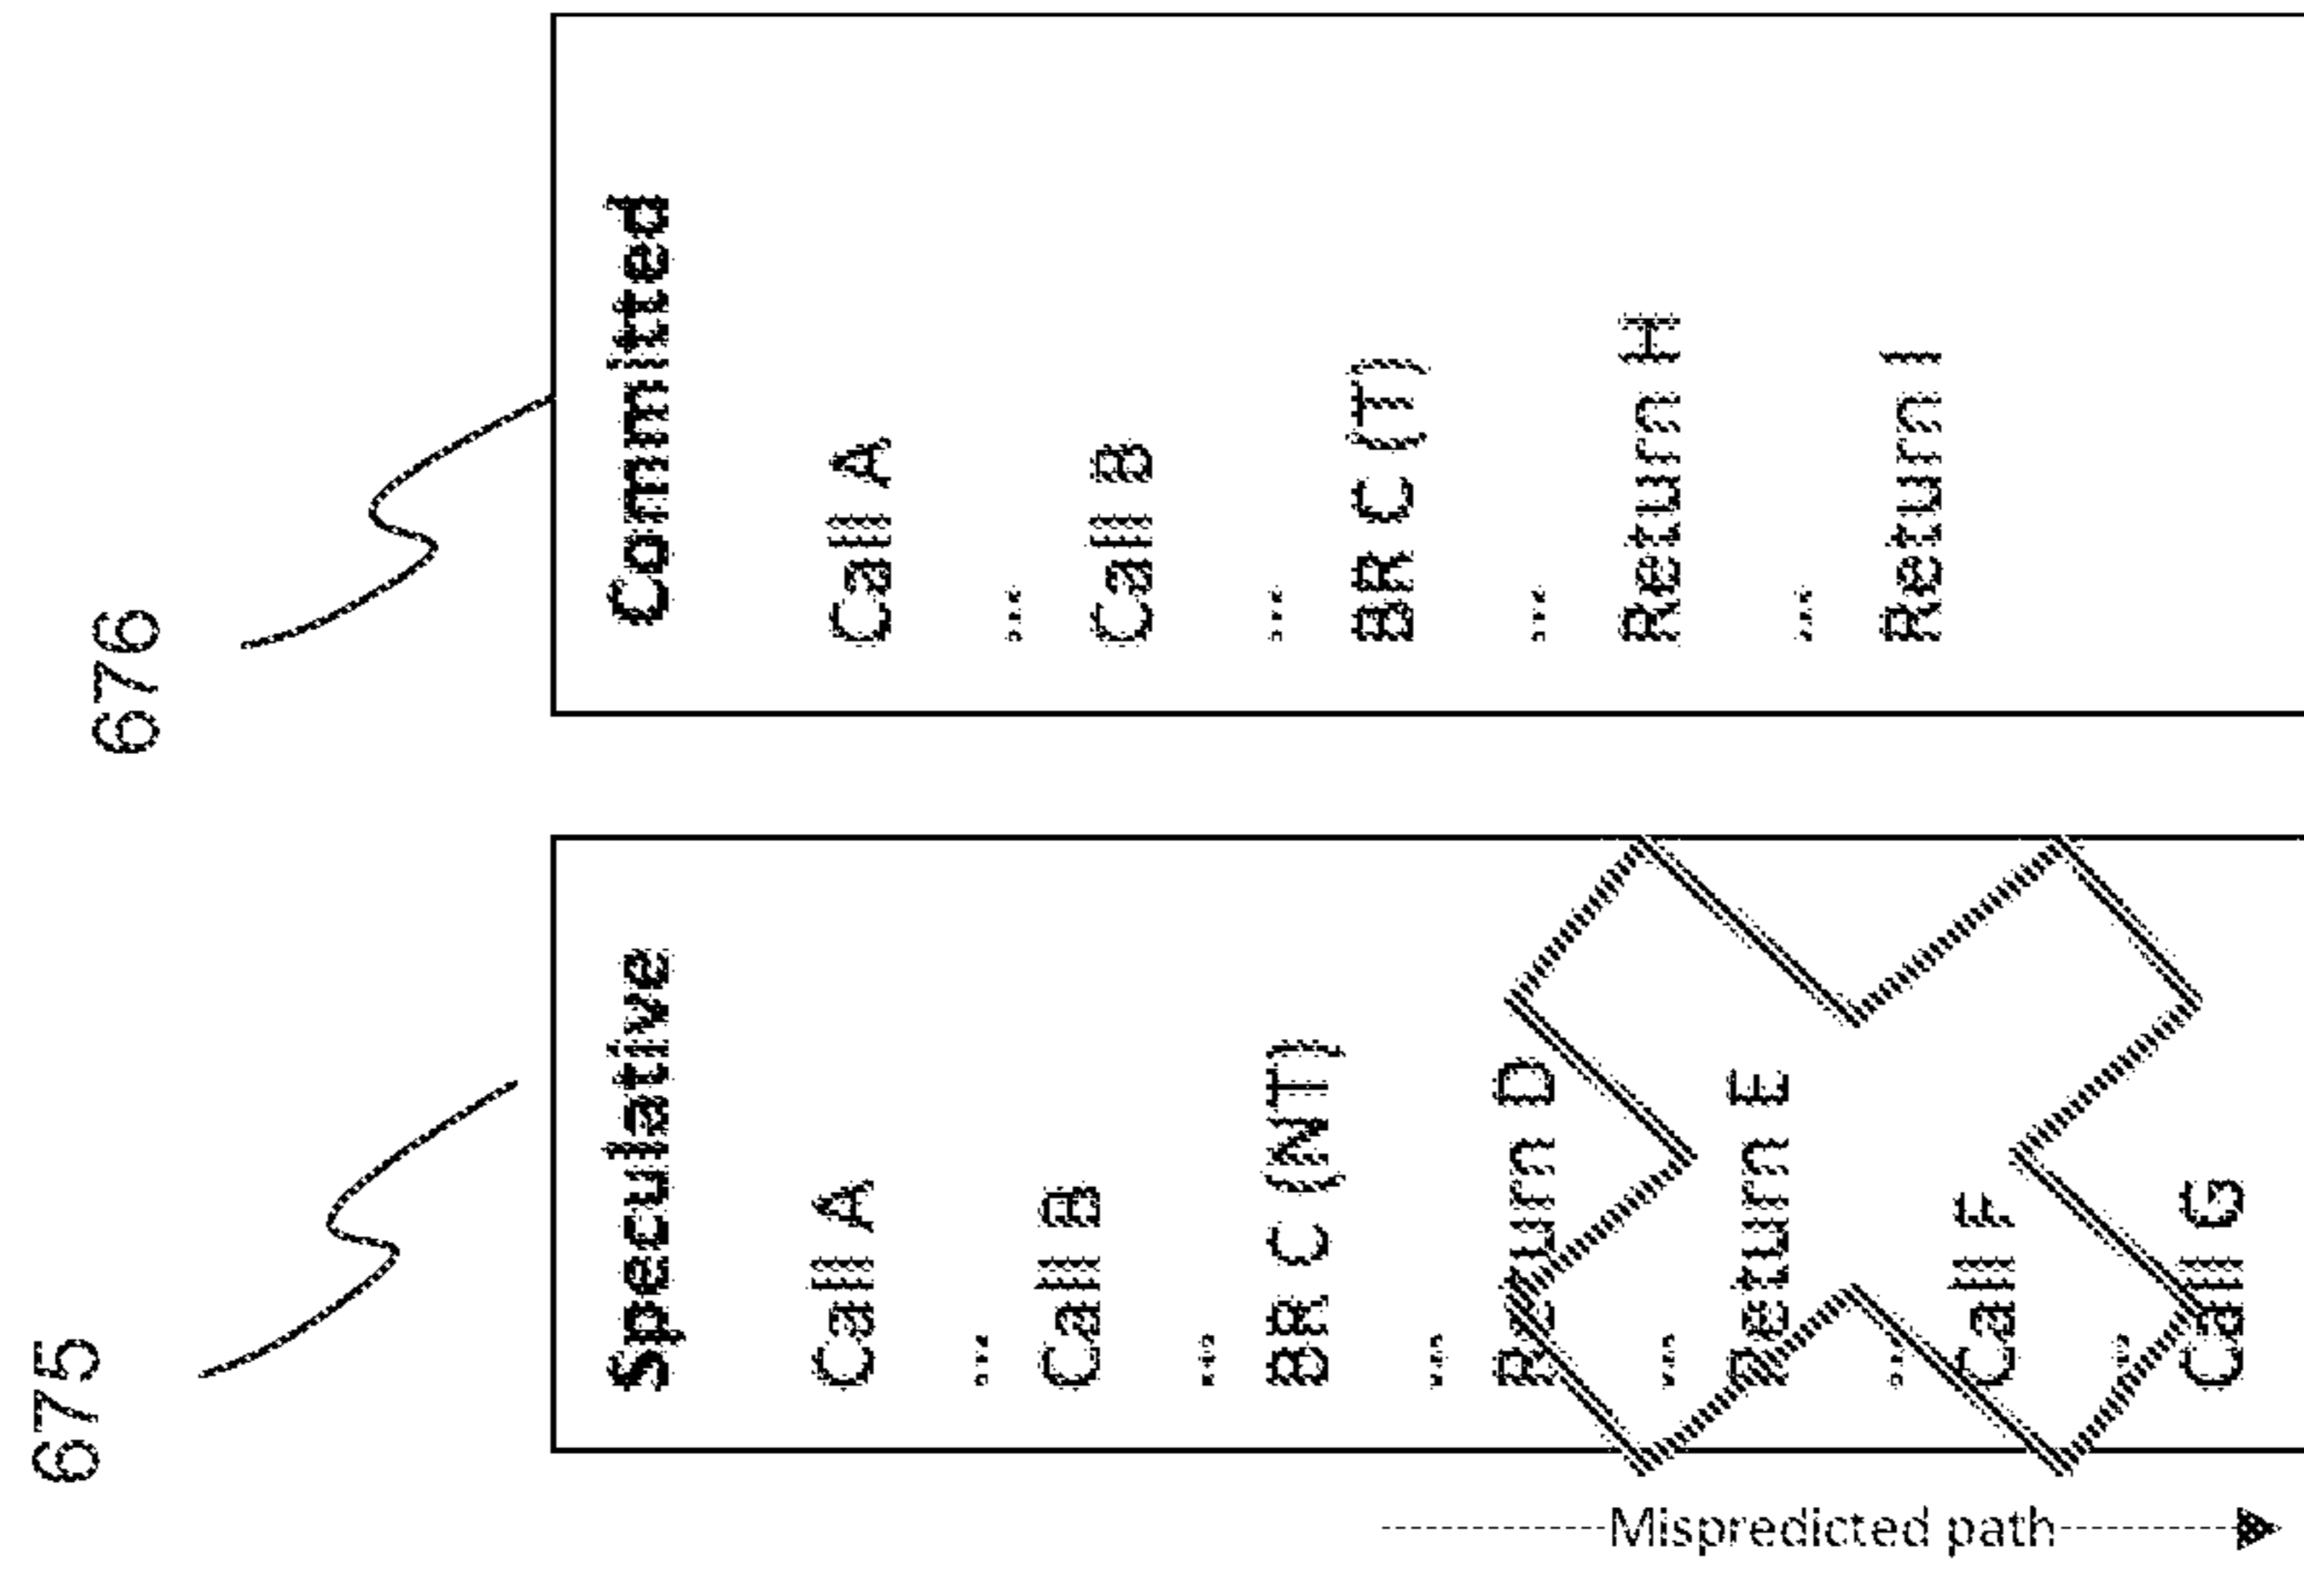 675
Speculative
Call A
...
Call B
...
BR C (NT)
...
Return D
...
Return E
...
Call F
...
Call G
Mispredicted path
676
Committed
Call A
...
Call B
...
BR C (T)
...
Return H
...
Return I